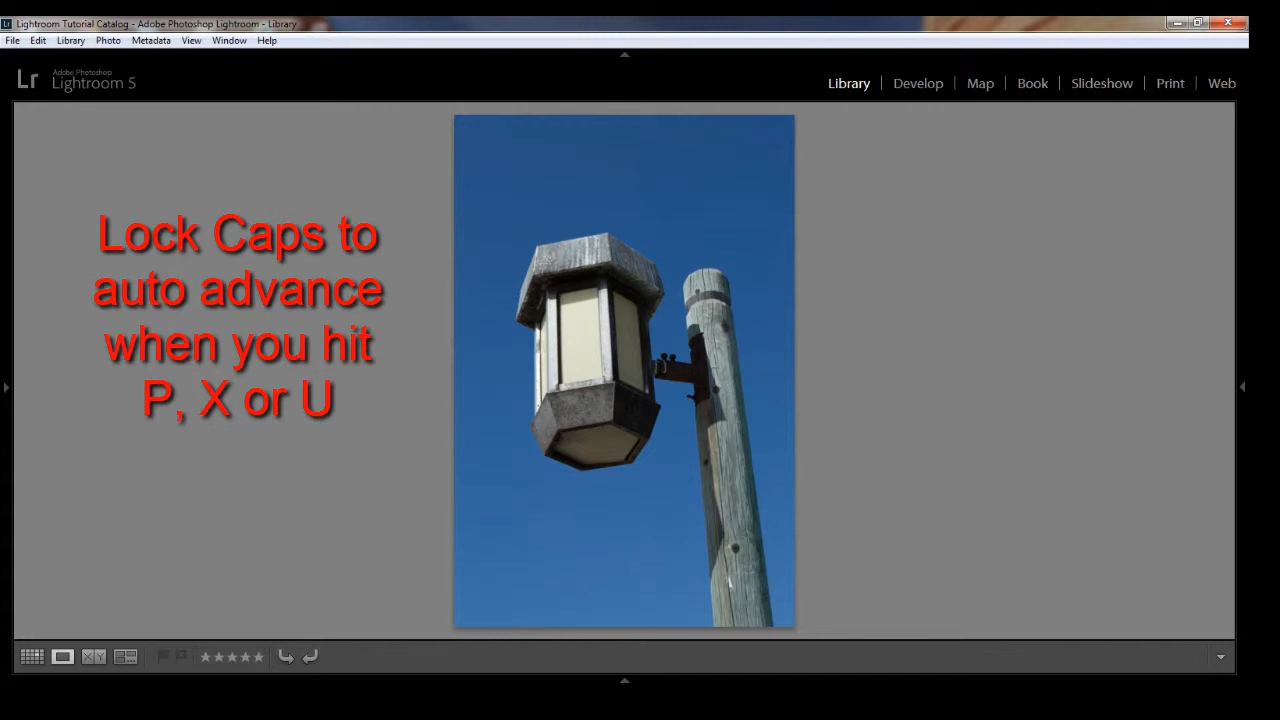 Lightroom Tutorial Catalog - Adobe Photoshop Lightroom - Library
File Edit Library Photo Metadata View Window Help
Lr Adobe Photoshop
Lightroom 5
Library Develop Map Book Slideshow Print Web
Lock Caps to
auto advance
when you hit
P, X or U
XY